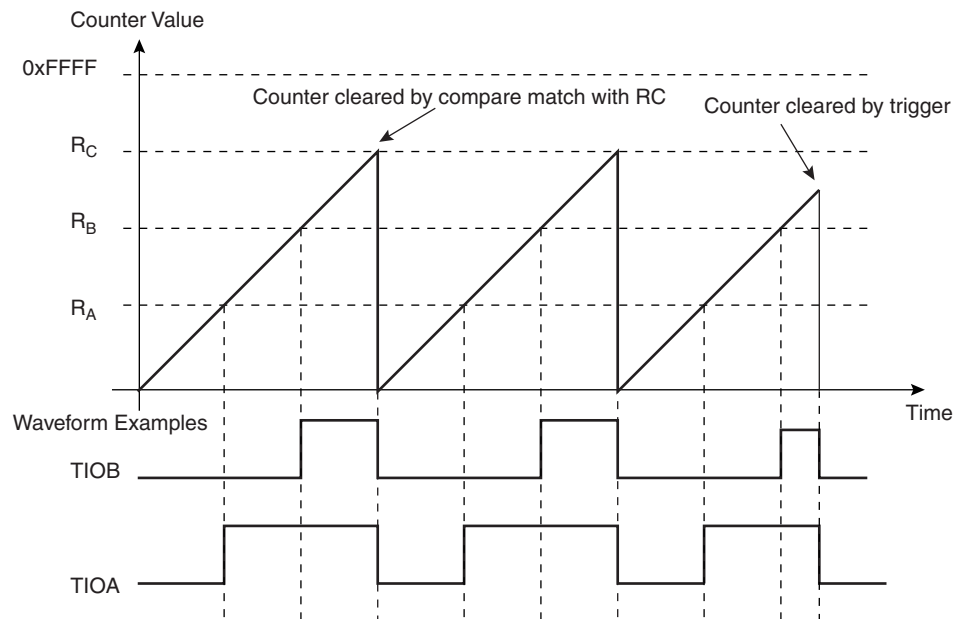 Counter Value
0xFFFF
Counter cleared by compare match with RC
Counter cleared by trigger
RC
RB
RA
Time
Waveform Examples
TIOB
TIOA